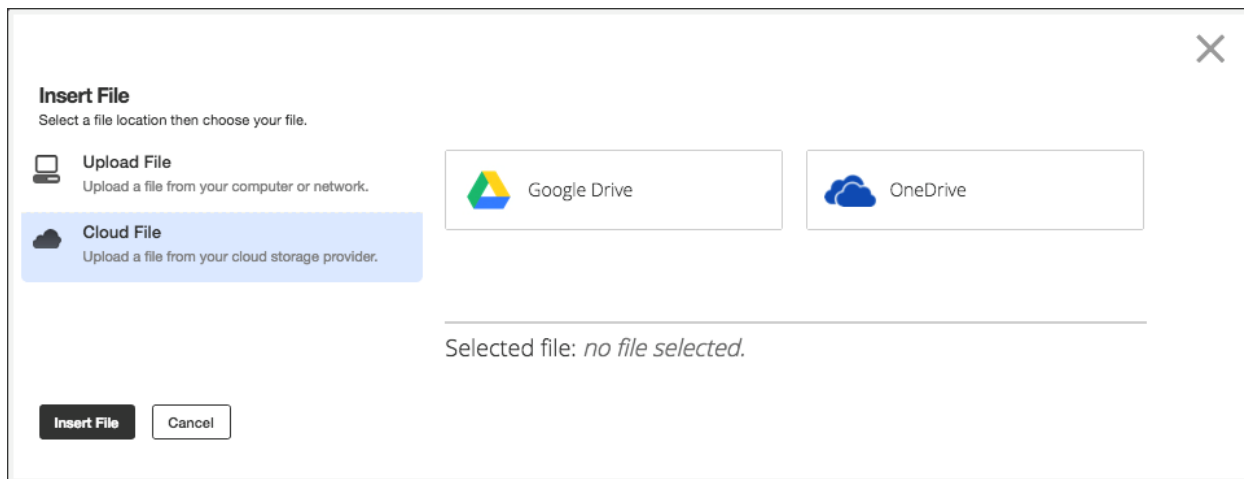 Insert File
Select a file location then choose your file.
Upload File
Upload a file from your computer or network.
Cloud File
Upload a file from your cloud storage provider.
Google Drive
OneDrive
Selected file: no file selected.
Insert File
Cancel